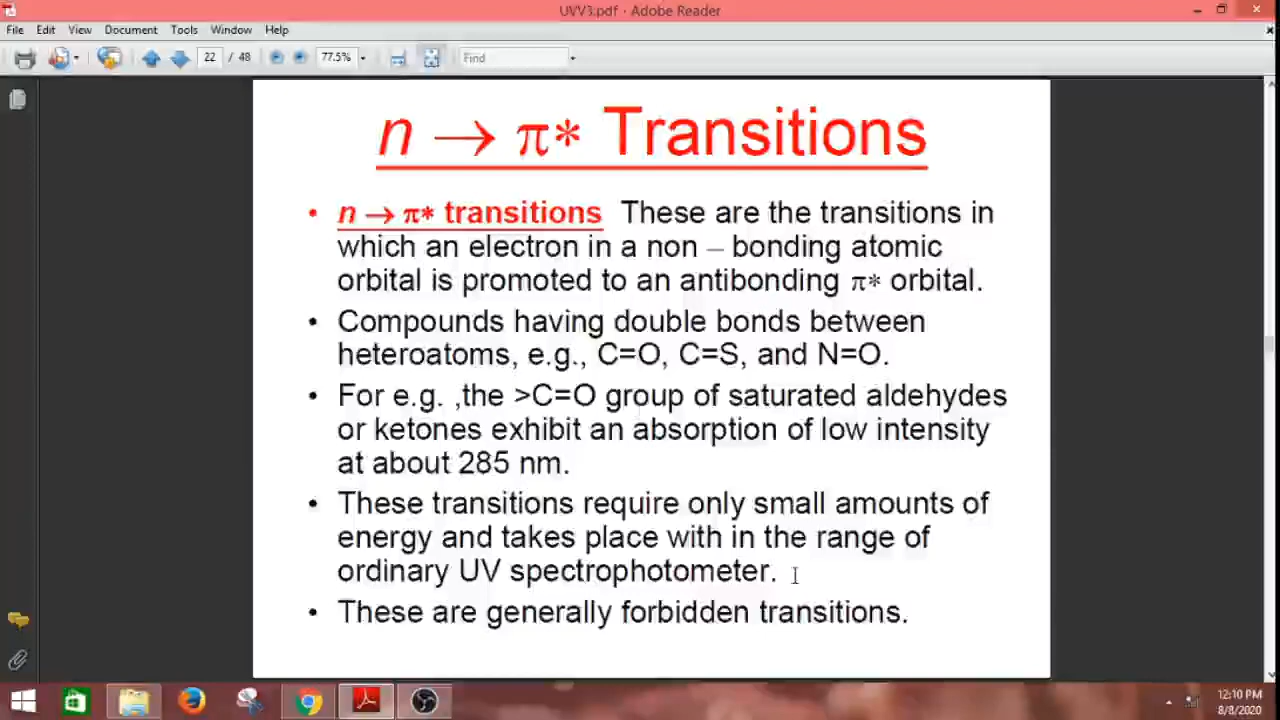 UVV3.pdf - Adobe Reader
File Edit View Document Tools Window Help
22 / 48 77.5% Find
n → π* Transitions
• n → π* transitions These are the transitions in
which an electron in a non – bonding atomic
orbital is promoted to an antibonding π* orbital.
• Compounds having double bonds between
heteroatoms, e.g., C=O, C=S, and N=O.
• For e.g. ,the >C=O group of saturated aldehydes
or ketones exhibit an absorption of low intensity
at about 285 nm.
• These transitions require only small amounts of
energy and takes place with in the range of
ordinary UV spectrophotometer.
• These are generally forbidden transitions.
12:10 PM
8/8/2020